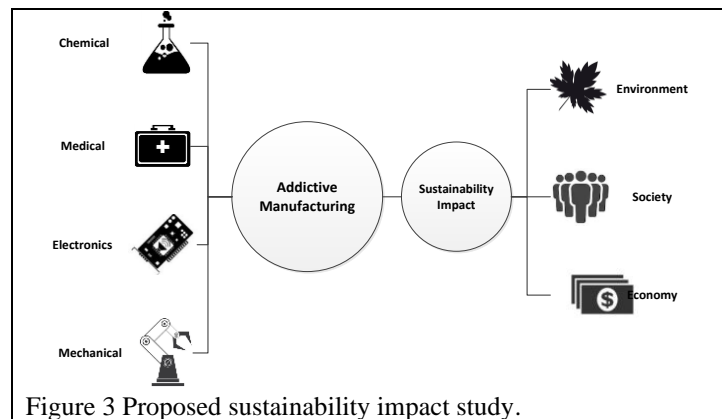 Chemical
Medical
Electronics
Mechanical
Addictive
Manufacturing
Sustainability
Impact
Environment
Society
$
Economy
Figure 3 Proposed sustainability impact study.